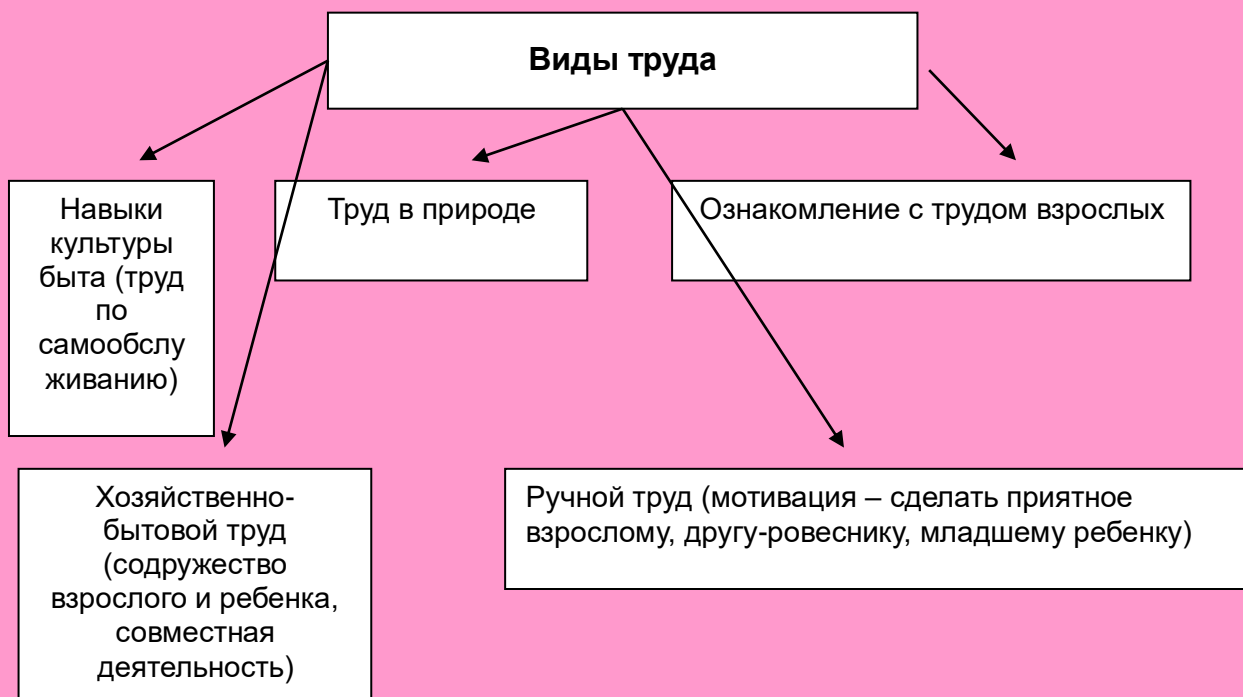 Виды труда
Навыки
культуры
быта (труд
по
самообслу
живанию)
Труд в природе
Ознакомление с трудом взрослых
Хозяйственно-
бытовой труд
(содружество
взрослого и ребенка,
совместная
деятельность)
Ручной труд (мотивация – сделать приятное
взрослому, другу-ровеснику, младшему ребенку)